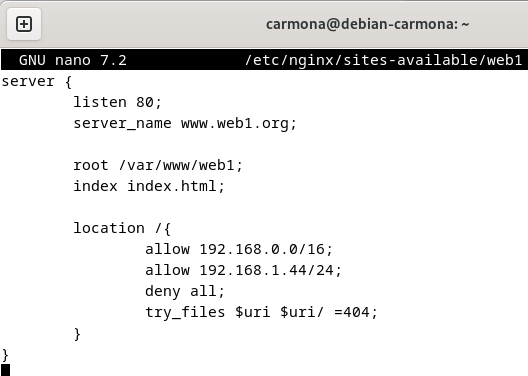 carmona@debian-carmona: ~
GNU nano 7.2 /etc/nginx/sites-available/web1
server {
        listen 80;
        server_name www.web1.org;

        root /var/www/web1;
        index index.html;

        location /{
                allow 192.168.0.0/16;
                allow 192.168.1.44/24;
                deny all;
                try_files $uri $uri/ =404;
        }
}